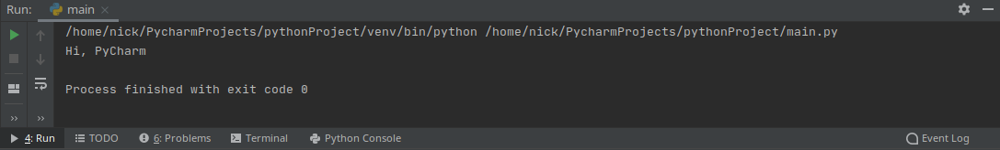 Run: main
/home/nick/PycharmProjects/pythonProject/venv/bin/python /home/nick/PycharmProjects/pythonProject/main.py
Hi, PyCharm
Process finished with exit code 0
4: Run TODO 6: Problems Terminal Python Console Event Log